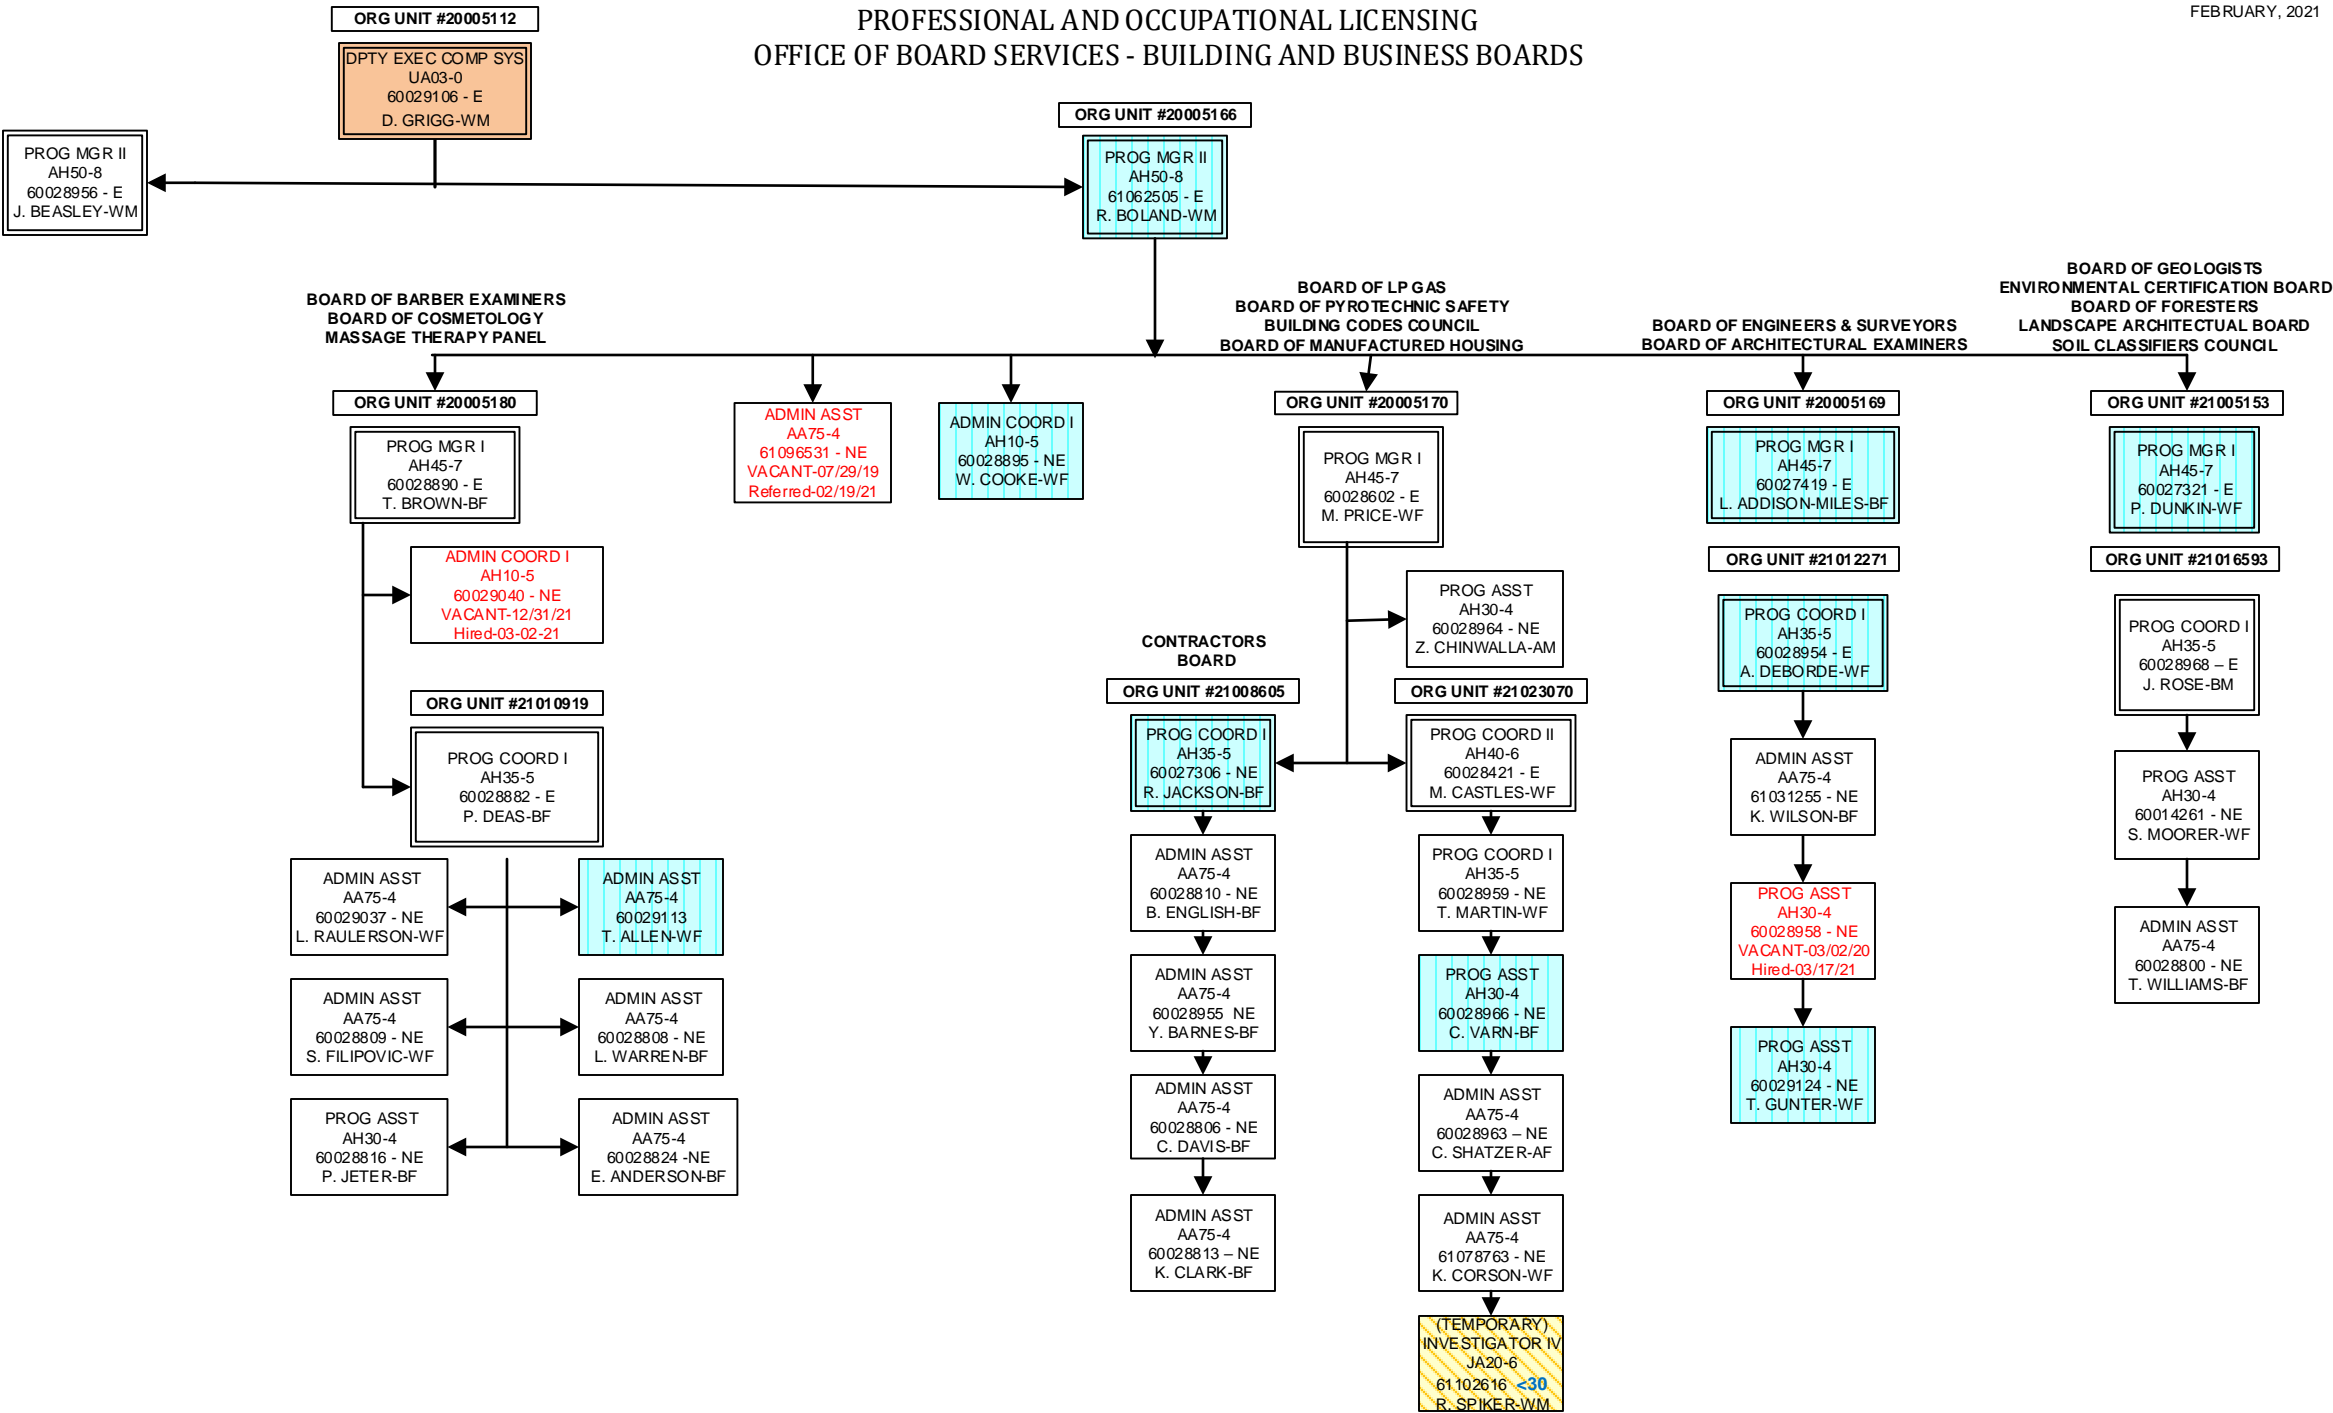 FEBRUARY, 2021
PROFESSIONAL AND OCCUPATIONAL LICENSING
OFFICE OF BOARD SERVICES - BUILDING AND BUSINESS BOARDS
ORG UNIT #20005112
DPTY EXEC COMP SYS
UA03-0
60029106 - E
D. GRIGG-WM
PROG MGR II
AH50-8
60028956 - E
J. BEASLEY-WM
ORG UNIT #20005166
PROG MGR II
AH50-8
61062505 - E
R. BOLAND-WM
BOARD OF BARBER EXAMINERS
BOARD OF COSMETOLOGY
MASSAGE THERAPY PANEL
BOARD OF LP GAS
BOARD OF PYROTECHNIC SAFETY
BUILDING CODES COUNCIL
BOARD OF MANUFACTURED HOUSING
BOARD OF ENGINEERS & SURVEYORS
BOARD OF ARCHITECTURAL EXAMINERS
BOARD OF GEOLOGISTS
ENVIRONMENTAL CERTIFICATION BOARD
BOARD OF FORESTERS
LANDSCAPE ARCHITECTUAL BOARD
SOIL CLASSIFIERS COUNCIL
ORG UNIT #20005180
PROG MGR I
AH45-7
60028890 - E
T. BROWN-BF
ADMIN COORD I
AH10-5
60029040 - NE
VACANT-12/31/21
Hired-03-02-21
ORG UNIT #21010919
PROG COORD I
AH35-5
60028882 - E
P. DEAS-BF
ADMIN ASST
AA75-4
60029037 - NE
L. RAULERSON-WF
ADMIN ASST
AA75-4
60029113
T. ALLEN-WF
ADMIN ASST
AA75-4
60028809 - NE
S. FILIPOVIC-WF
ADMIN ASST
AA75-4
60028808 - NE
L. WARREN-BF
PROG ASST
AH30-4
60028816 - NE
P. JETER-BF
ADMIN ASST
AA75-4
60028824 -NE
E. ANDERSON-BF
ADMIN ASST
AA75-4
61096531 - NE
VACANT-07/29/19
Referred-02/19/21
ADMIN COORD I
AH10-5
60028895 - NE
W. COOKE-WF
ORG UNIT #20005170
PROG MGR I
AH45-7
60028602 - E
M. PRICE-WF
PROG ASST
AH30-4
60028964 - NE
Z. CHINWALLA-AM
CONTRACTORS
BOARD
ORG UNIT #21008605
PROG COORD I
AH35-5
60027306 - NE
R. JACKSON-BF
ADMIN ASST
AA75-4
60028810 - NE
B. ENGLISH-BF
ADMIN ASST
AA75-4
60028955 NE
Y. BARNES-BF
ADMIN ASST
AA75-4
60028806 - NE
C. DAVIS-BF
ADMIN ASST
AA75-4
60028813 – NE
K. CLARK-BF
ORG UNIT #21023070
PROG COORD II
AH40-6
60028421 - E
M. CASTLES-WF
PROG COORD I
AH35-5
60028959 - NE
T. MARTIN-WF
PROG ASST
AH30-4
60028966 - NE
C. VARN-BF
ADMIN ASST
AA75-4
60028963 – NE
C. SHATZER-AF
ADMIN ASST
AA75-4
61078763 - NE
K. CORSON-WF
(TEMPORARY)
INVESTIGATOR IV
JA20-6
61102616 <30
R. SPIKER-WM
ORG UNIT #20005169
PROG MGR I
AH45-7
60027419 - E
L. ADDISON-MILES-BF
ORG UNIT #21012271
PROG COORD I
AH35-5
60028954 - E
A. DEBORDE-WF
ADMIN ASST
AA75-4
61031255 - NE
K. WILSON-BF
PROG ASST
AH30-4
60028958 - NE
VACANT-03/02/20
Hired-03/17/21
PROG ASST
AH30-4
60029124 - NE
T. GUNTER-WF
ORG UNIT #21005153
PROG MGR I
AH45-7
60027321 - E
P. DUNKIN-WF
ORG UNIT #21016593
PROG COORD I
AH35-5
60028968 – E
J. ROSE-BM
PROG ASST
AH30-4
60014261 - NE
S. MOORER-WF
ADMIN ASST
AA75-4
60028800 - NE
T. WILLIAMS-BF